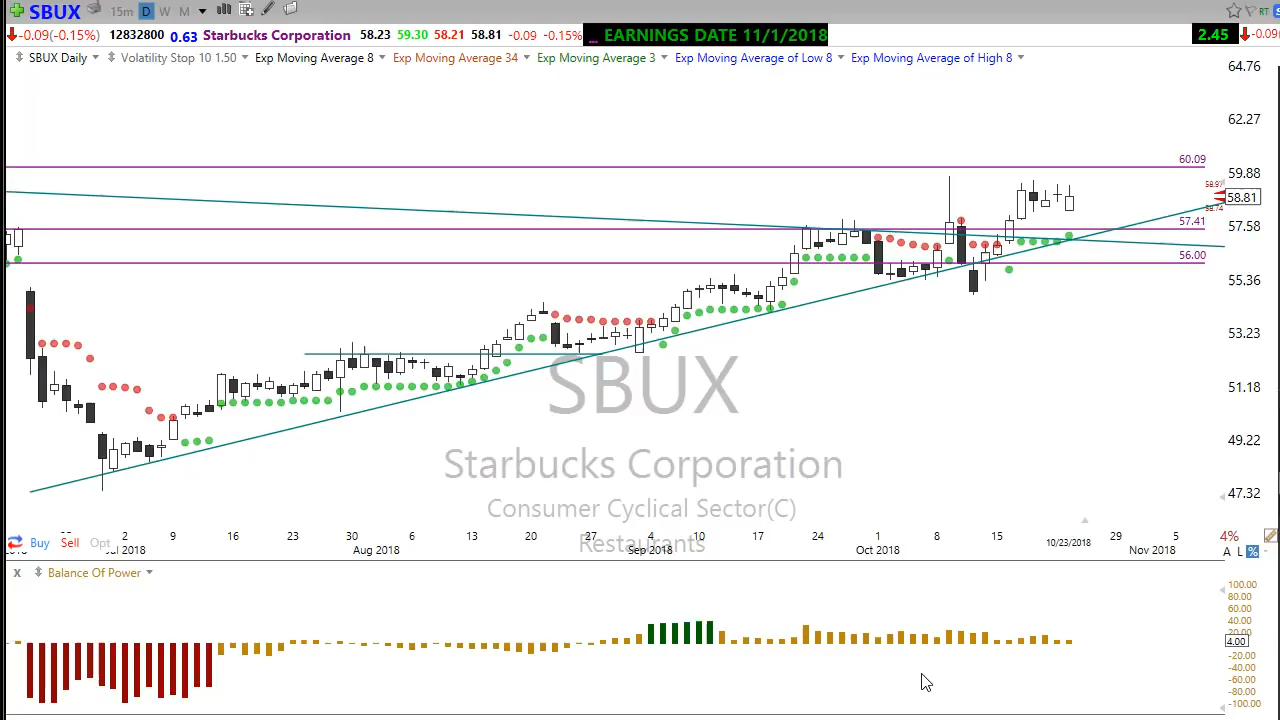 SBUX 15m D W M RT
-0.09(-0.15%) 12832800 0.63 Starbucks Corporation 58.23 59.30 58.21 58.81 -0.09 -0.15% ... EARNINGS DATE 11/1/2018 2.45 -0.09
SBUX Daily Volatility Stop 10 1.50 Exp Moving Average 8 Exp Moving Average 34 Exp Moving Average 3 Exp Moving Average of Low 8 Exp Moving Average of High 8
64.76
62.27
60.09
59.88
58.97
58.81
58.74
57.41
57.58
56.00
55.36
53.23
51.18
49.22
47.32
SBUX
Starbucks Corporation
Consumer Cyclical Sector(C)
Restaurants
2 9 16 23 30 6 13 20 27 4 10 17 24 1 8 15 29 5 4%
Buy Sell Opt
Jul 2018 Aug 2018 Sep 2018 Oct 2018 10/23/2018 Nov 2018 A L %
X Balance Of Power
100.00
80.00
60.00
40.00
20.00
4.00
-20.00
-40.00
-60.00
-80.00
-100.00